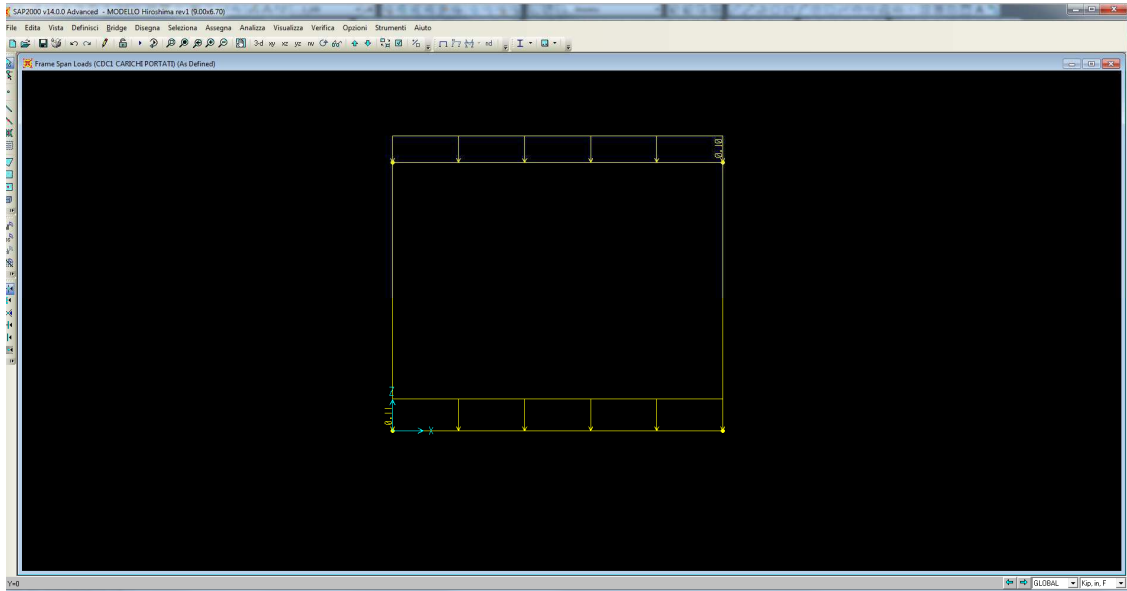 SAP2000 v14.0.0 Advanced - MODELLO Hiroshima rev1 (9.00x6.70)
File Edita Vista Definisci Bridge Disegna Seleziona Assegna Analizza Visualizza Verifica Opzioni Strumenti Aiuto
3-d xy xz yz nv nd
Frame Span Loads (CDC1 CARICHI PORTATI) (As Defined)
0.10
Z
0.11
X
Y=0 GLOBAL Kip, in, F